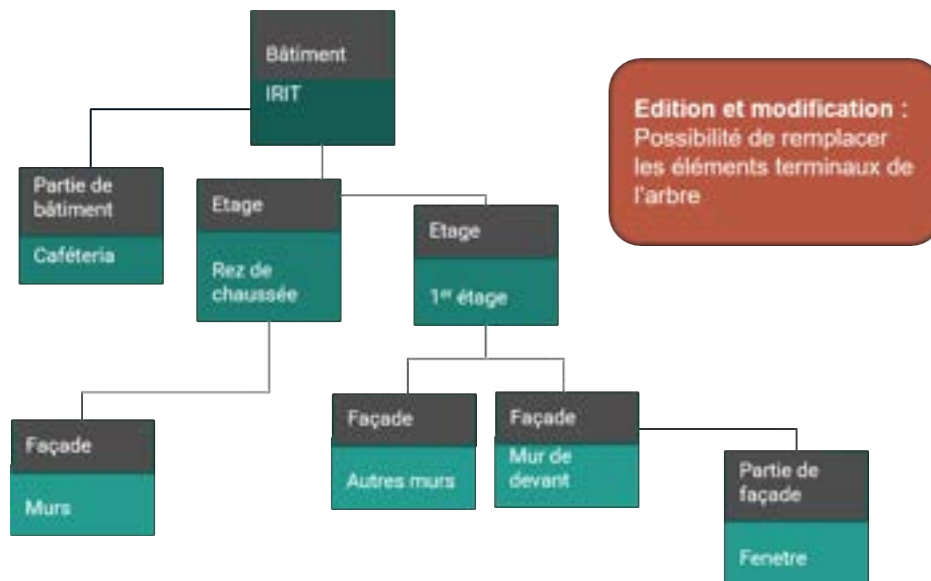 Bâtiment
IRIT
Edition et modification :
Possibilité de remplacer
les éléments terminaux de
l'arbre
Partie de
bâtiment
Caféteria
Etage
Rez de
chaussée
Etage
1er étage
Façade
Murs
Façade
Autres murs
Façade
Mur de
devant
Partie de
façade
Fenetre